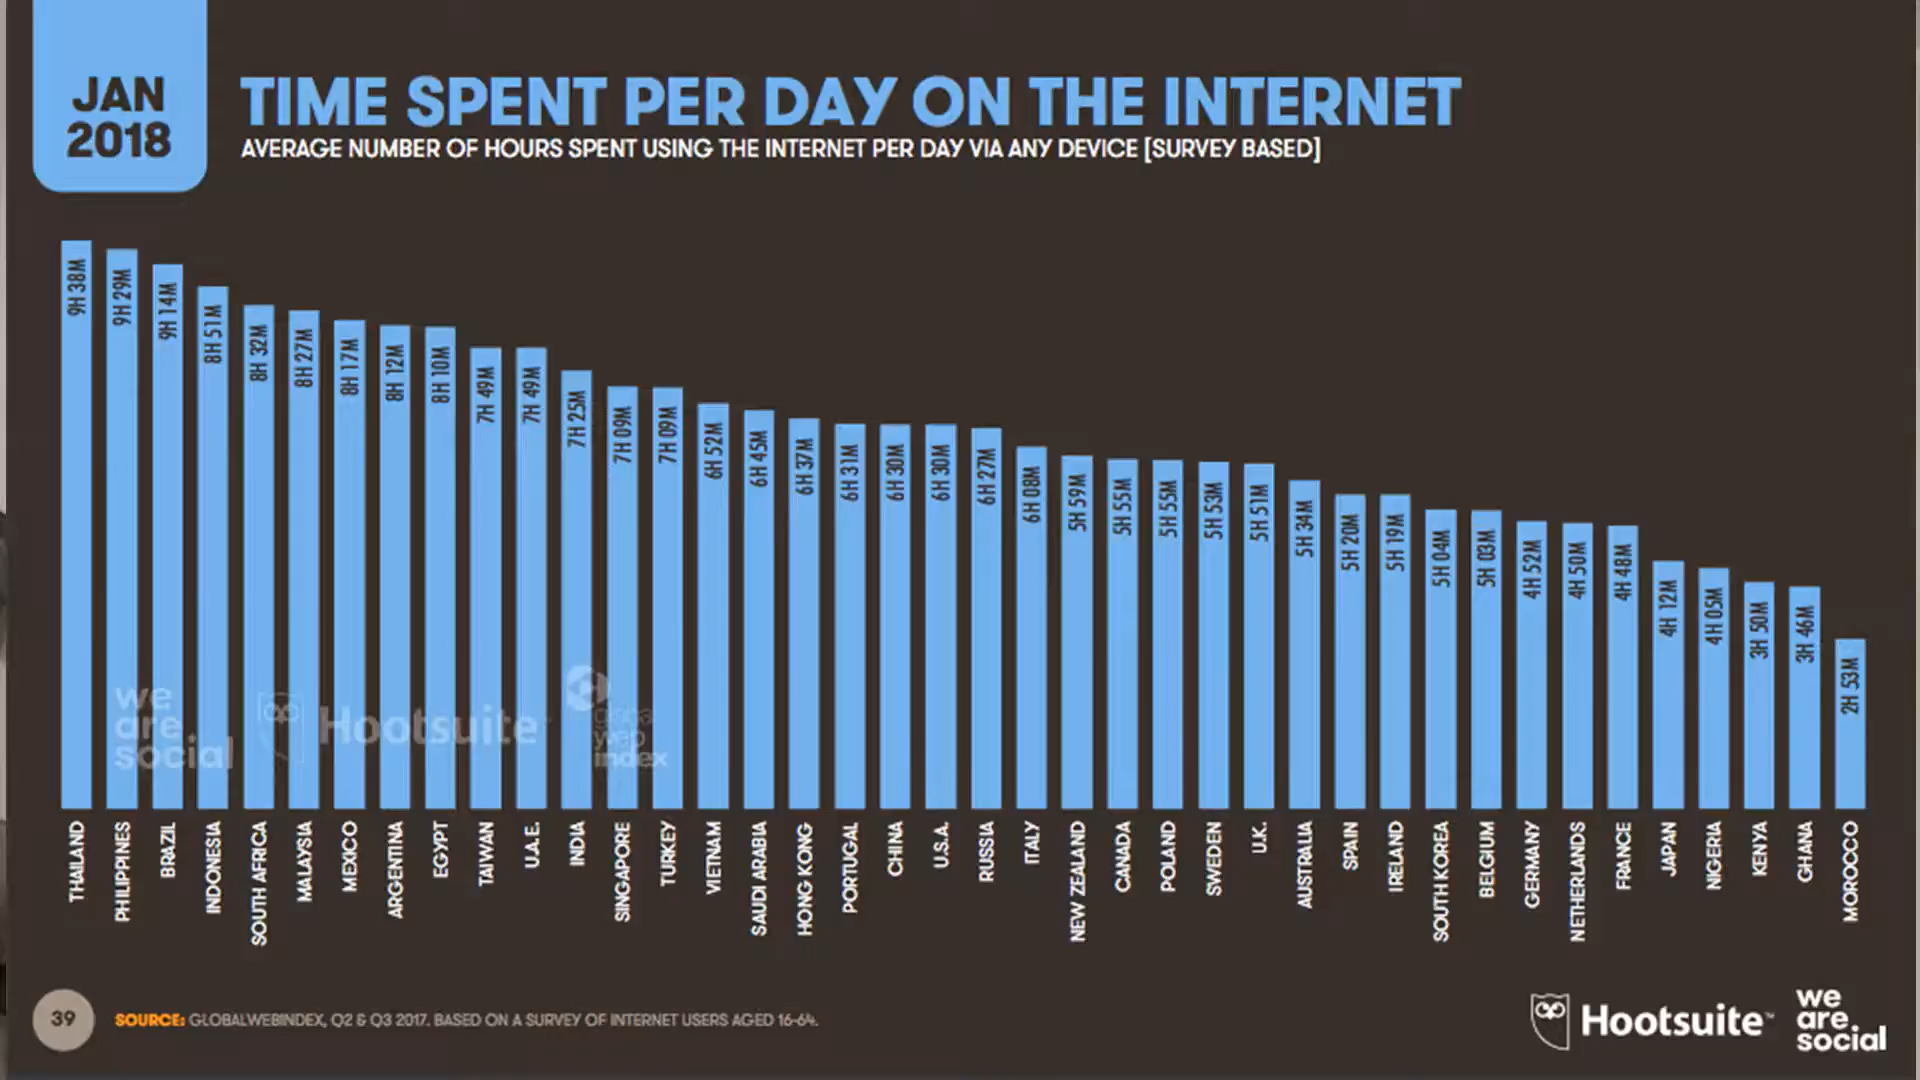 JAN
2018
TIME SPENT PER DAY ON THE INTERNET
AVERAGE NUMBER OF HOURS SPENT USING THE INTERNET PER DAY VIA ANY DEVICE [SURVEY BASED]
9H 38M
9H 29M
9H 14M
8H 51M
8H 32M
8H 27M
8H 17M
8H 12M
8H 10M
7H 49M
7H 49M
7H 25M
7H 09M
7H 09M
6H 52M
6H 45M
6H 37M
6H 31M
6H 30M
6H 30M
6H 27M
6H 08M
5H 59M
5H 55M
5H 55M
5H 53M
5H 51M
5H 34M
5H 20M
5H 19M
5H 04M
5H 03M
4H 52M
4H 50M
4H 48M
4H 12M
4H 05M
3H 50M
3H 46M
2H 53M
we
are
social
Hootsuite
index
THAILAND
PHILIPPINES
BRAZIL
INDONESIA
SOUTH AFRICA
MALAYSIA
MEXICO
ARGENTINA
EGYPT
TAIWAN
U.A.E.
INDIA
SINGAPORE
TURKEY
VIETNAM
SAUDI ARABIA
HONG KONG
PORTUGAL
CHINA
U.S.A.
RUSSIA
ITALY
NEW ZEALAND
CANADA
POLAND
SWEDEN
U.K.
AUSTRALIA
SPAIN
IRELAND
SOUTH KOREA
BELGIUM
GERMANY
NETHERLANDS
FRANCE
JAPAN
NIGERIA
KENYA
GHANA
MOROCCO
39
SOURCE: GLOBALWEBINDEX, Q2 & Q3 2017. BASED ON A SURVEY OF INTERNET USERS AGED 16-64.
Hootsuite™
we
are
social